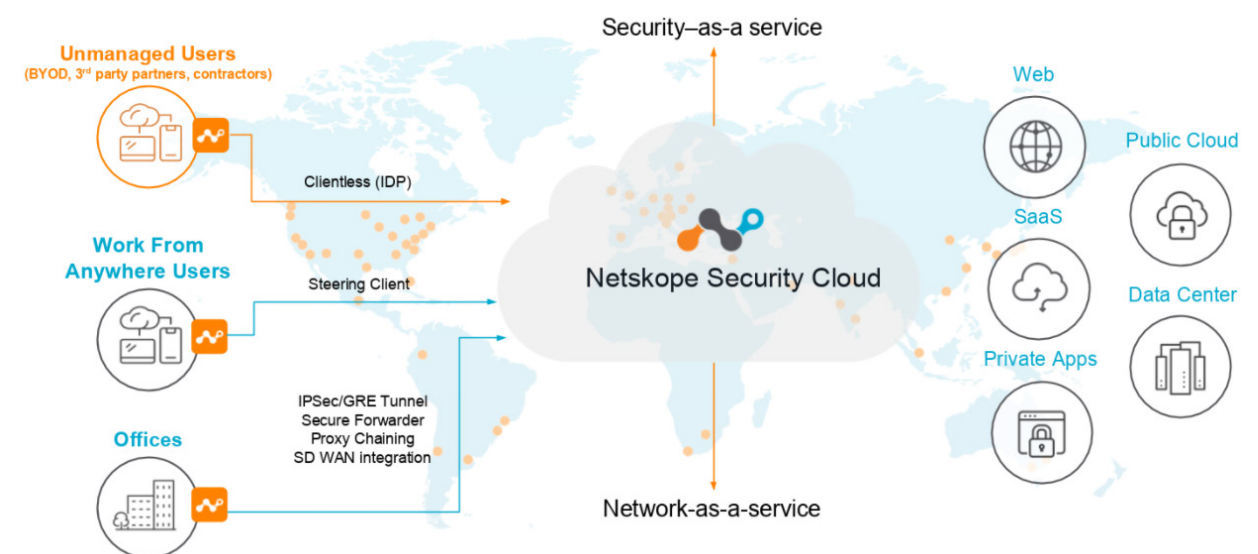 Security–as-a service
Unmanaged Users
(BYOD, 3rd party partners, contractors)
Clientless (IDP)
Work From
Anywhere Users
Steering Client
IPSec/GRE Tunnel
Secure Forwarder
Proxy Chaining
SD WAN integration
Offices
Netskope Security Cloud
Network-as-a-service
Web
Public Cloud
SaaS
Data Center
Private Apps